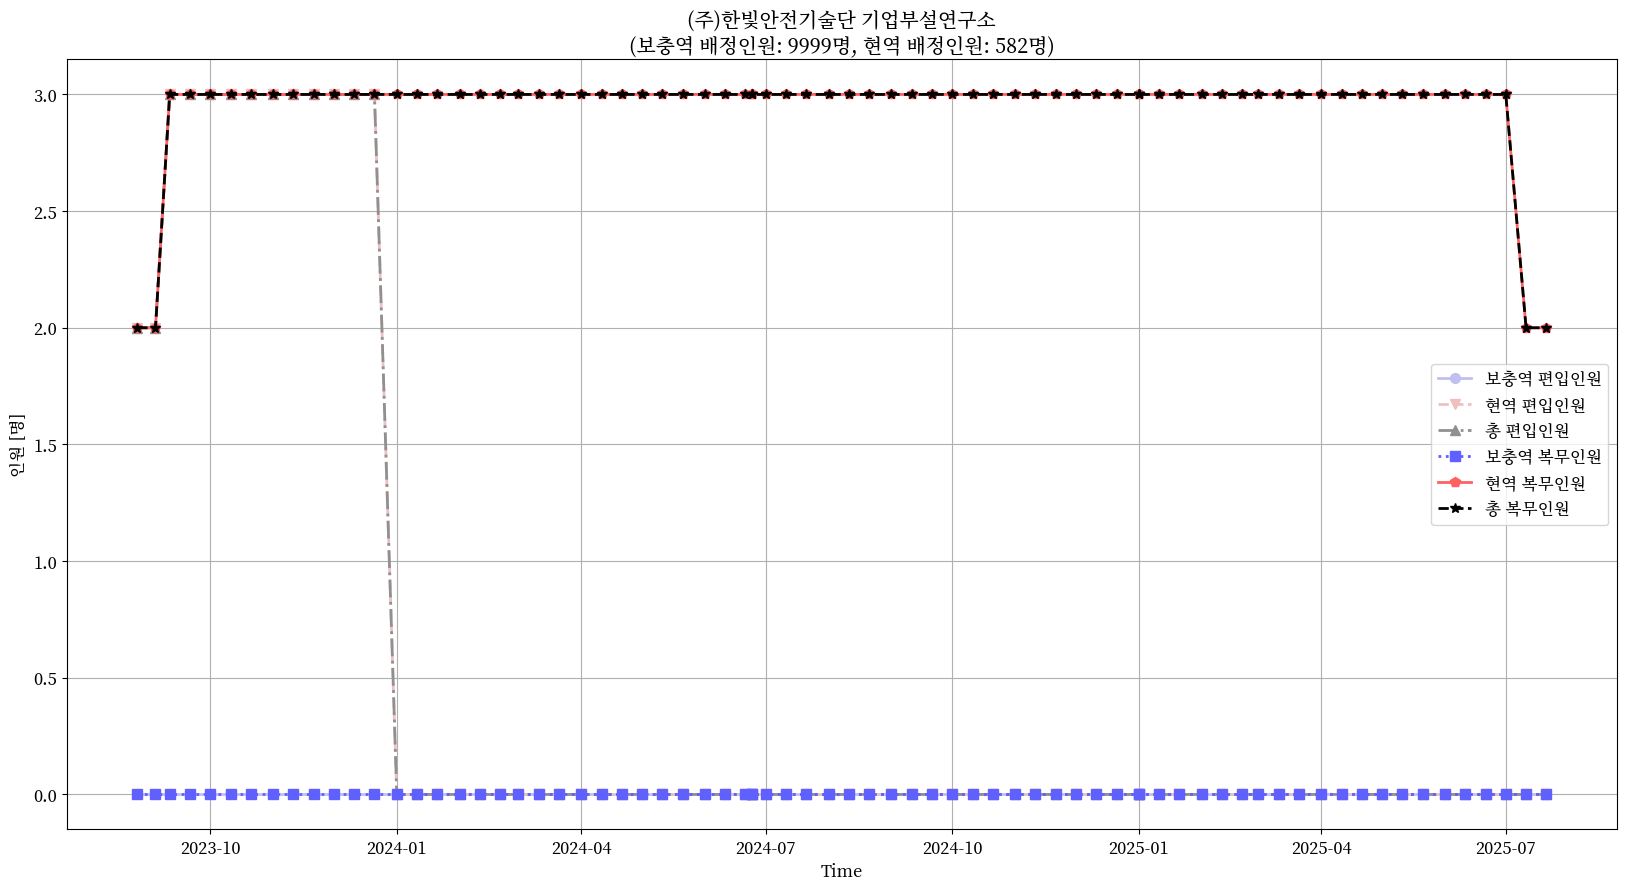 (주)한빛안전기술단 기업부설연구소
(보충역 배정인원: 9999명, 현역 배정인원: 582명)
3.0
2.5
2.0
1.5
1.0
0.5
0.0
인원 [명]
보충역 편입인원
현역 편입인원
총 편입인원
보충역 복무인원
현역 복무인원
총 복무인원
2023-10 2024-01 2024-04 2024-07 2024-10 2025-01 2025-04 2025-07
Time